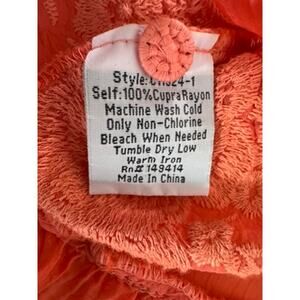 Style:
Self:100%CupraRayon
Machine Wash Cold
Only Non-Chlorine
Bleach When Needed
Tumble Dry Low
Warm Iron
Rn# 149414
Made In China